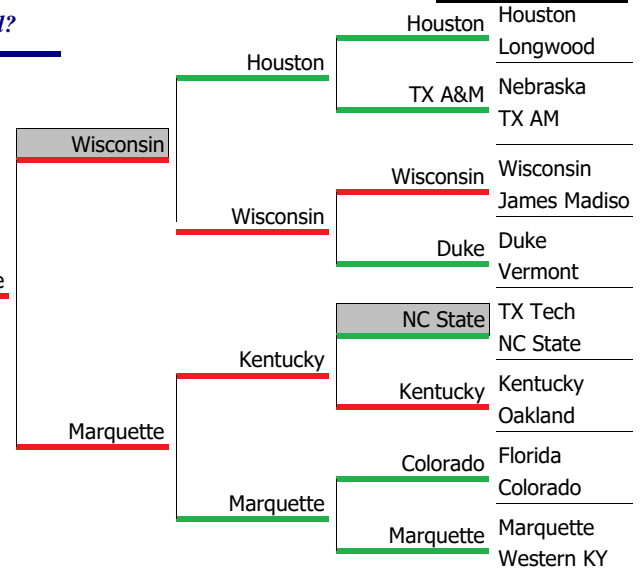 l?
Houston
Longwood
Nebraska
TX AM
Wisconsin
James Madiso
Duke
Vermont
TX Tech
NC State
Kentucky
Oakland
Florida
Colorado
Marquette
Western KY
Houston
TX A&M
Wisconsin
Duke
NC State
Kentucky
Colorado
Marquette
Houston
Wisconsin
Kentucky
Marquette
Wisconsin
Marquette
e